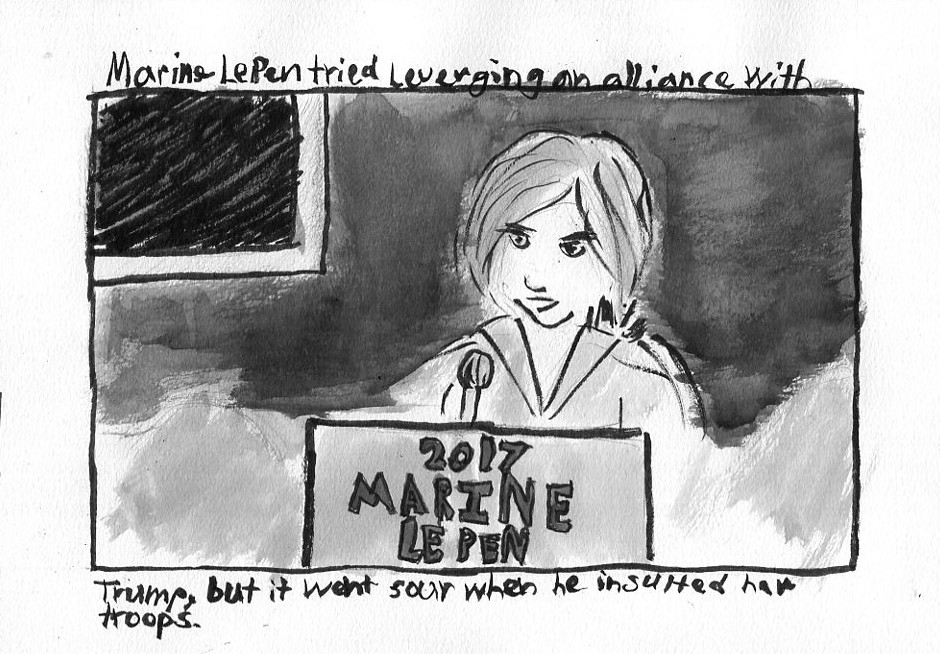 Marine LePen tried leverging an alliance with
2017
MARINE
LE PEN
Trump, but it went sour when he insulted her
troops.